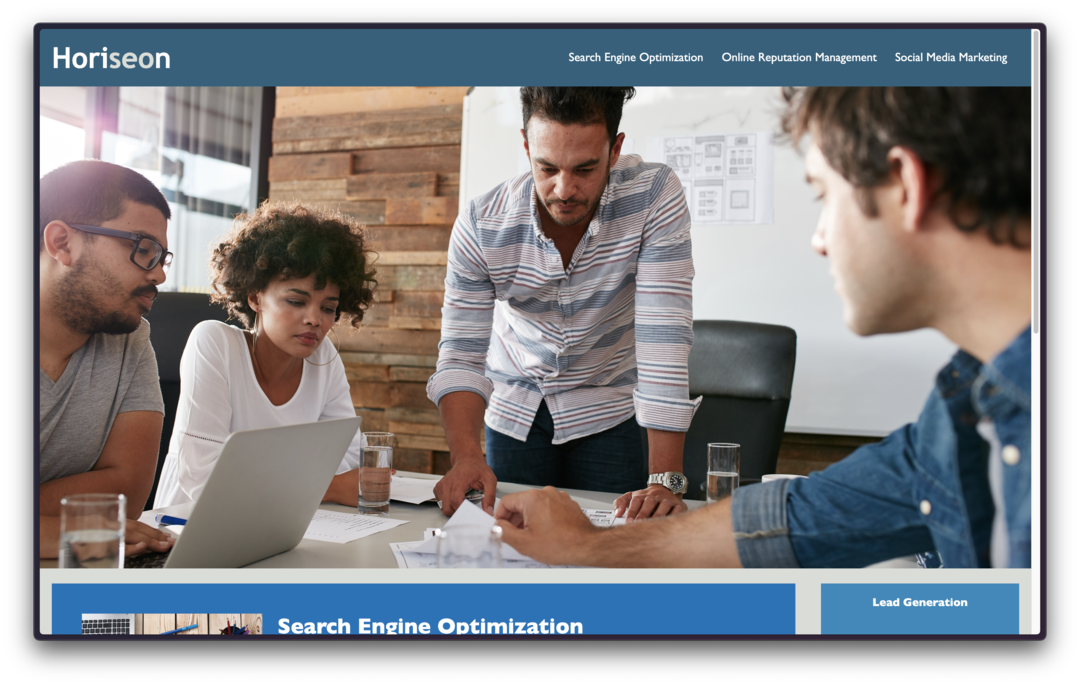 Horiseon
Search Engine Optimization Online Reputation Management Social Media Marketing
Search Engine Optimization
Lead Generation